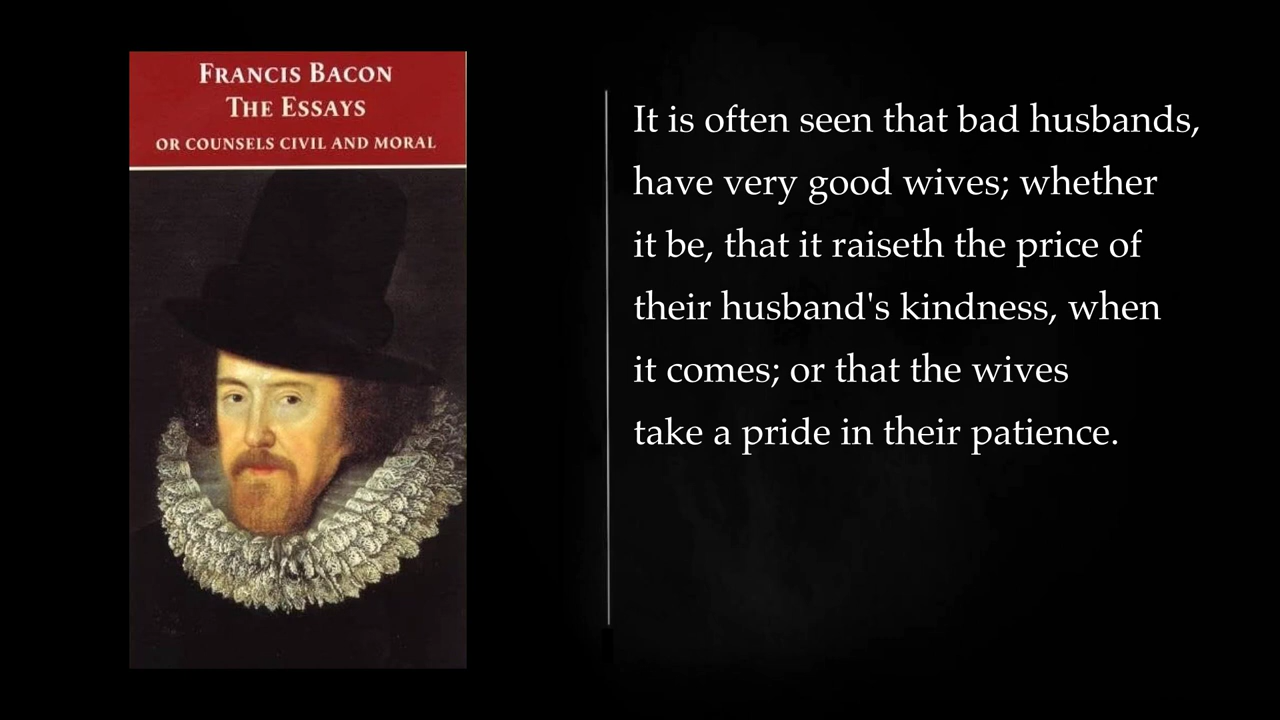 FRANCIS BACON
THE ESSAYS
OR COUNSELS CIVIL AND MORAL
It is often seen that bad husbands,
have very good wives; whether
it be, that it raiseth the price of
their husband's kindness, when
it comes; or that the wives
take a pride in their patience.